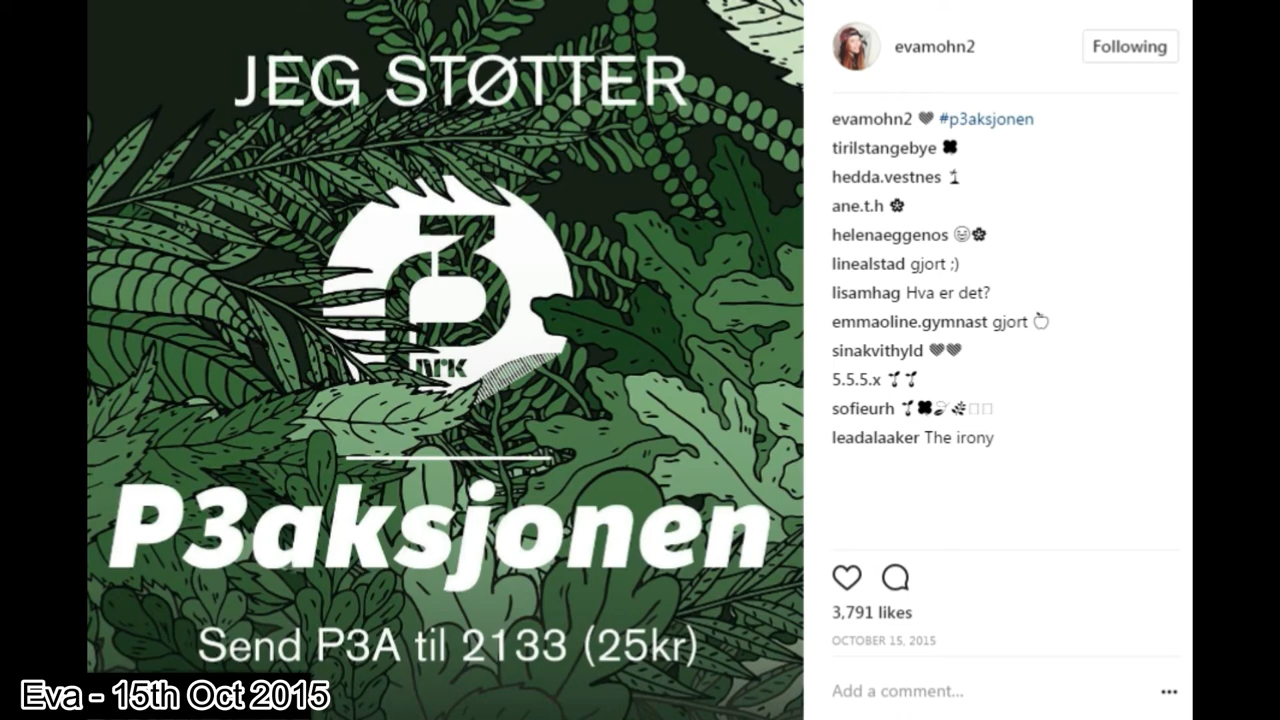 JEG STØTTER
P3
nrk
P3aksjonen
Send P3A til 2133 (25kr)
Eva - 15th Oct 2015
evamohn2
Following
evamohn2 #p3aksjonen
tirilstangebye
hedda.vestnes
ane.t.h
helenaeggenos
linealstad gjort ;)
lisamhag Hva er det?
emmaoline.gymnast gjort
sinakvithyld
5.5.5.x
sofieurh
leadalaaker The irony
3,791 likes
OCTOBER 15, 2015
Add a comment...